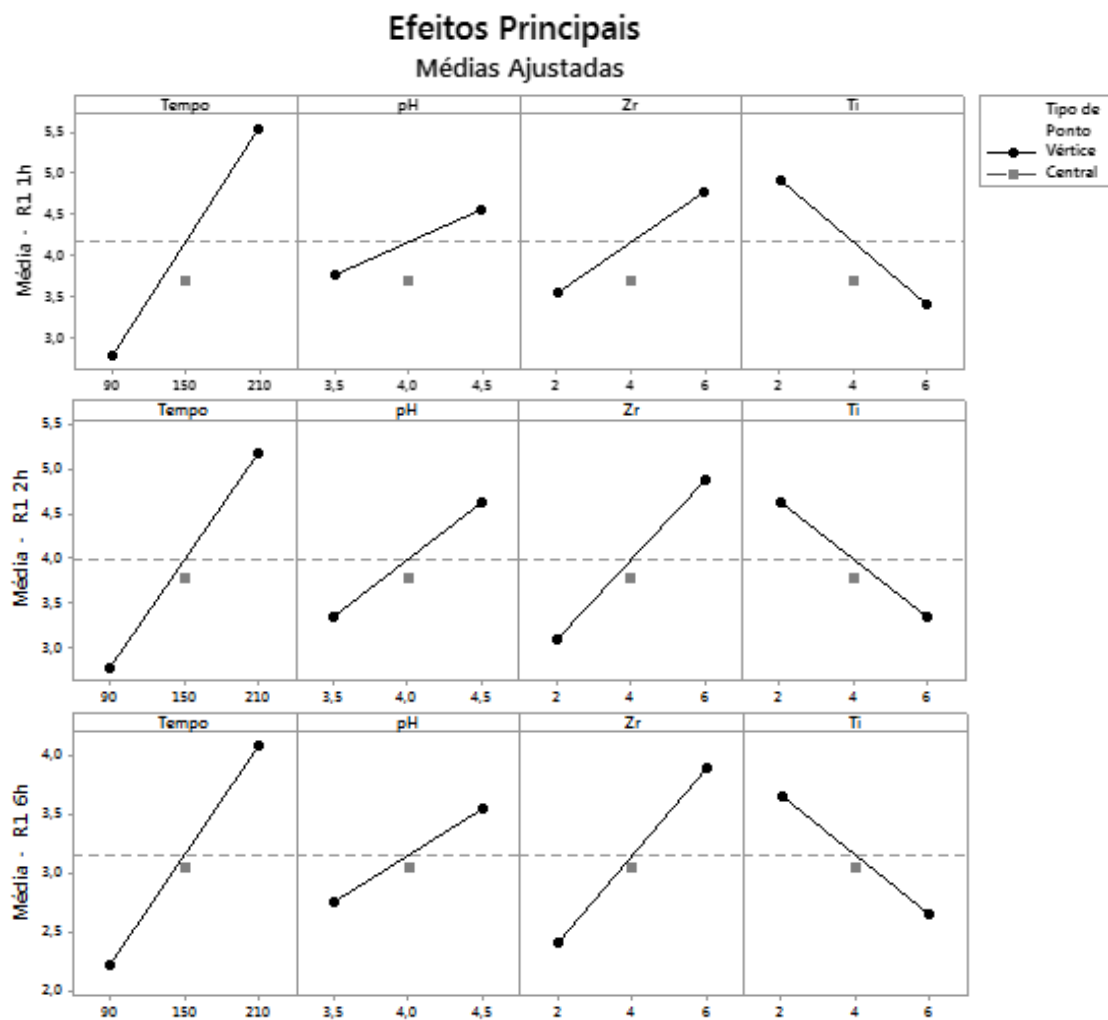 Efeitos Principais
Médias Ajustadas
Tempo pH Zr Ti
Média - R1 1h
5,5
5,0
4,5
4,0
3,5
3,0
90 150 210 3,5 4,0 4,5 2 4 6 2 4 6
Tipo de
Ponto
Vértice
Central
Tempo pH Zr Ti
Média - R1 2h
5,5
5,0
4,5
4,0
3,5
3,0
90 150 210 3,5 4,0 4,5 2 4 6 2 4 6
Tempo pH Zr Ti
Média - R1 6h
4,0
3,5
3,0
2,5
2,0
90 150 210 3,5 4,0 4,5 2 4 6 2 4 6